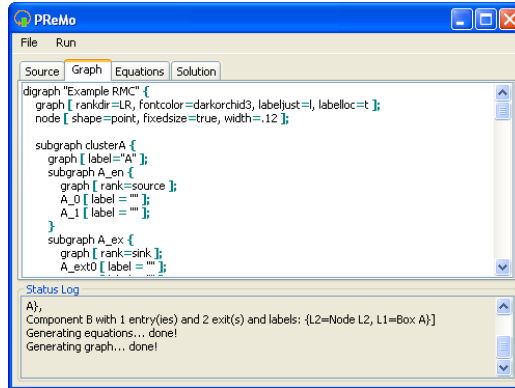 PReMo
File Run
Source Graph Equations Solution
digraph "Example RMC" {
graph [ rankdir=LR, fontcolor=darkorchid3, labeljust=l, labelloc=t ];
node [ shape=point, fixedsize=true, width=.12 ];
subgraph clusterA {
graph [ label="A" ];
subgraph A_en {
graph [ rank=source ];
A_0 [ label = "" ];
A_1 [ label = "" ];
}
subgraph A_ex {
graph [ rank=sink ];
A_ext0 [ label = "" ];
Status Log
A},
Component B with 1 entry(ies) and 2 exit(s) and labels: {L2=Node L2, L1=Box A}]
Generating equations... done!
Generating graph... done!